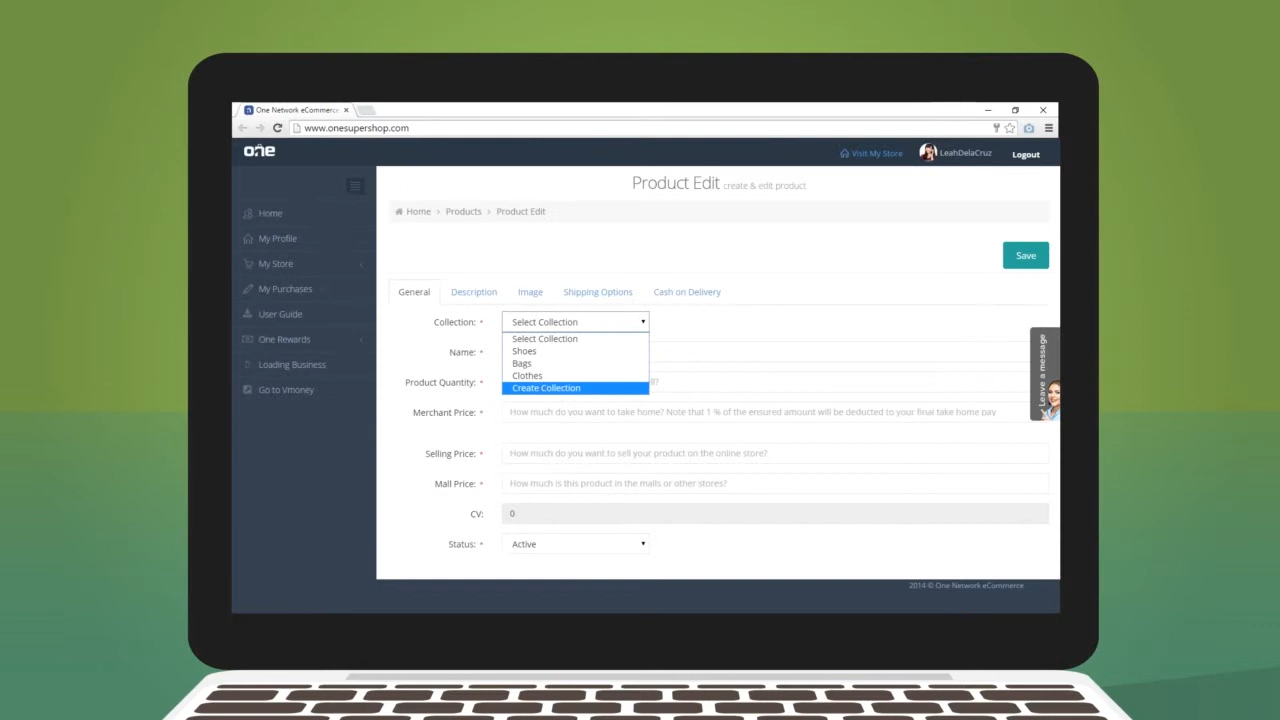 One Network eCommerce
www.onesupershop.com
one
Visit My Store
LeahDelaCruz
Logout
Product Edit create & edit product
Home
My Profile
My Store
My Purchases
User Guide
One Rewards
Loading Business
Go to Vmoney
Home > Products > Product Edit
Save
General Description Image Shipping Options Cash on Delivery
Collection: * Select Collection
Select Collection
Shoes
Bags
Clothes
Create Collection
Name: *
Product Quantity: *
Merchant Price: * How much do you want to take home? Note that 1 % of the ensured amount will be deducted to your final take home pay
Selling Price: * How much do you want to sell your product on the online store?
Mall Price: * How much is this product in the malls or other stores?
CV: 0
Status: * Active
Leave a message
2014 © One Network eCommerce